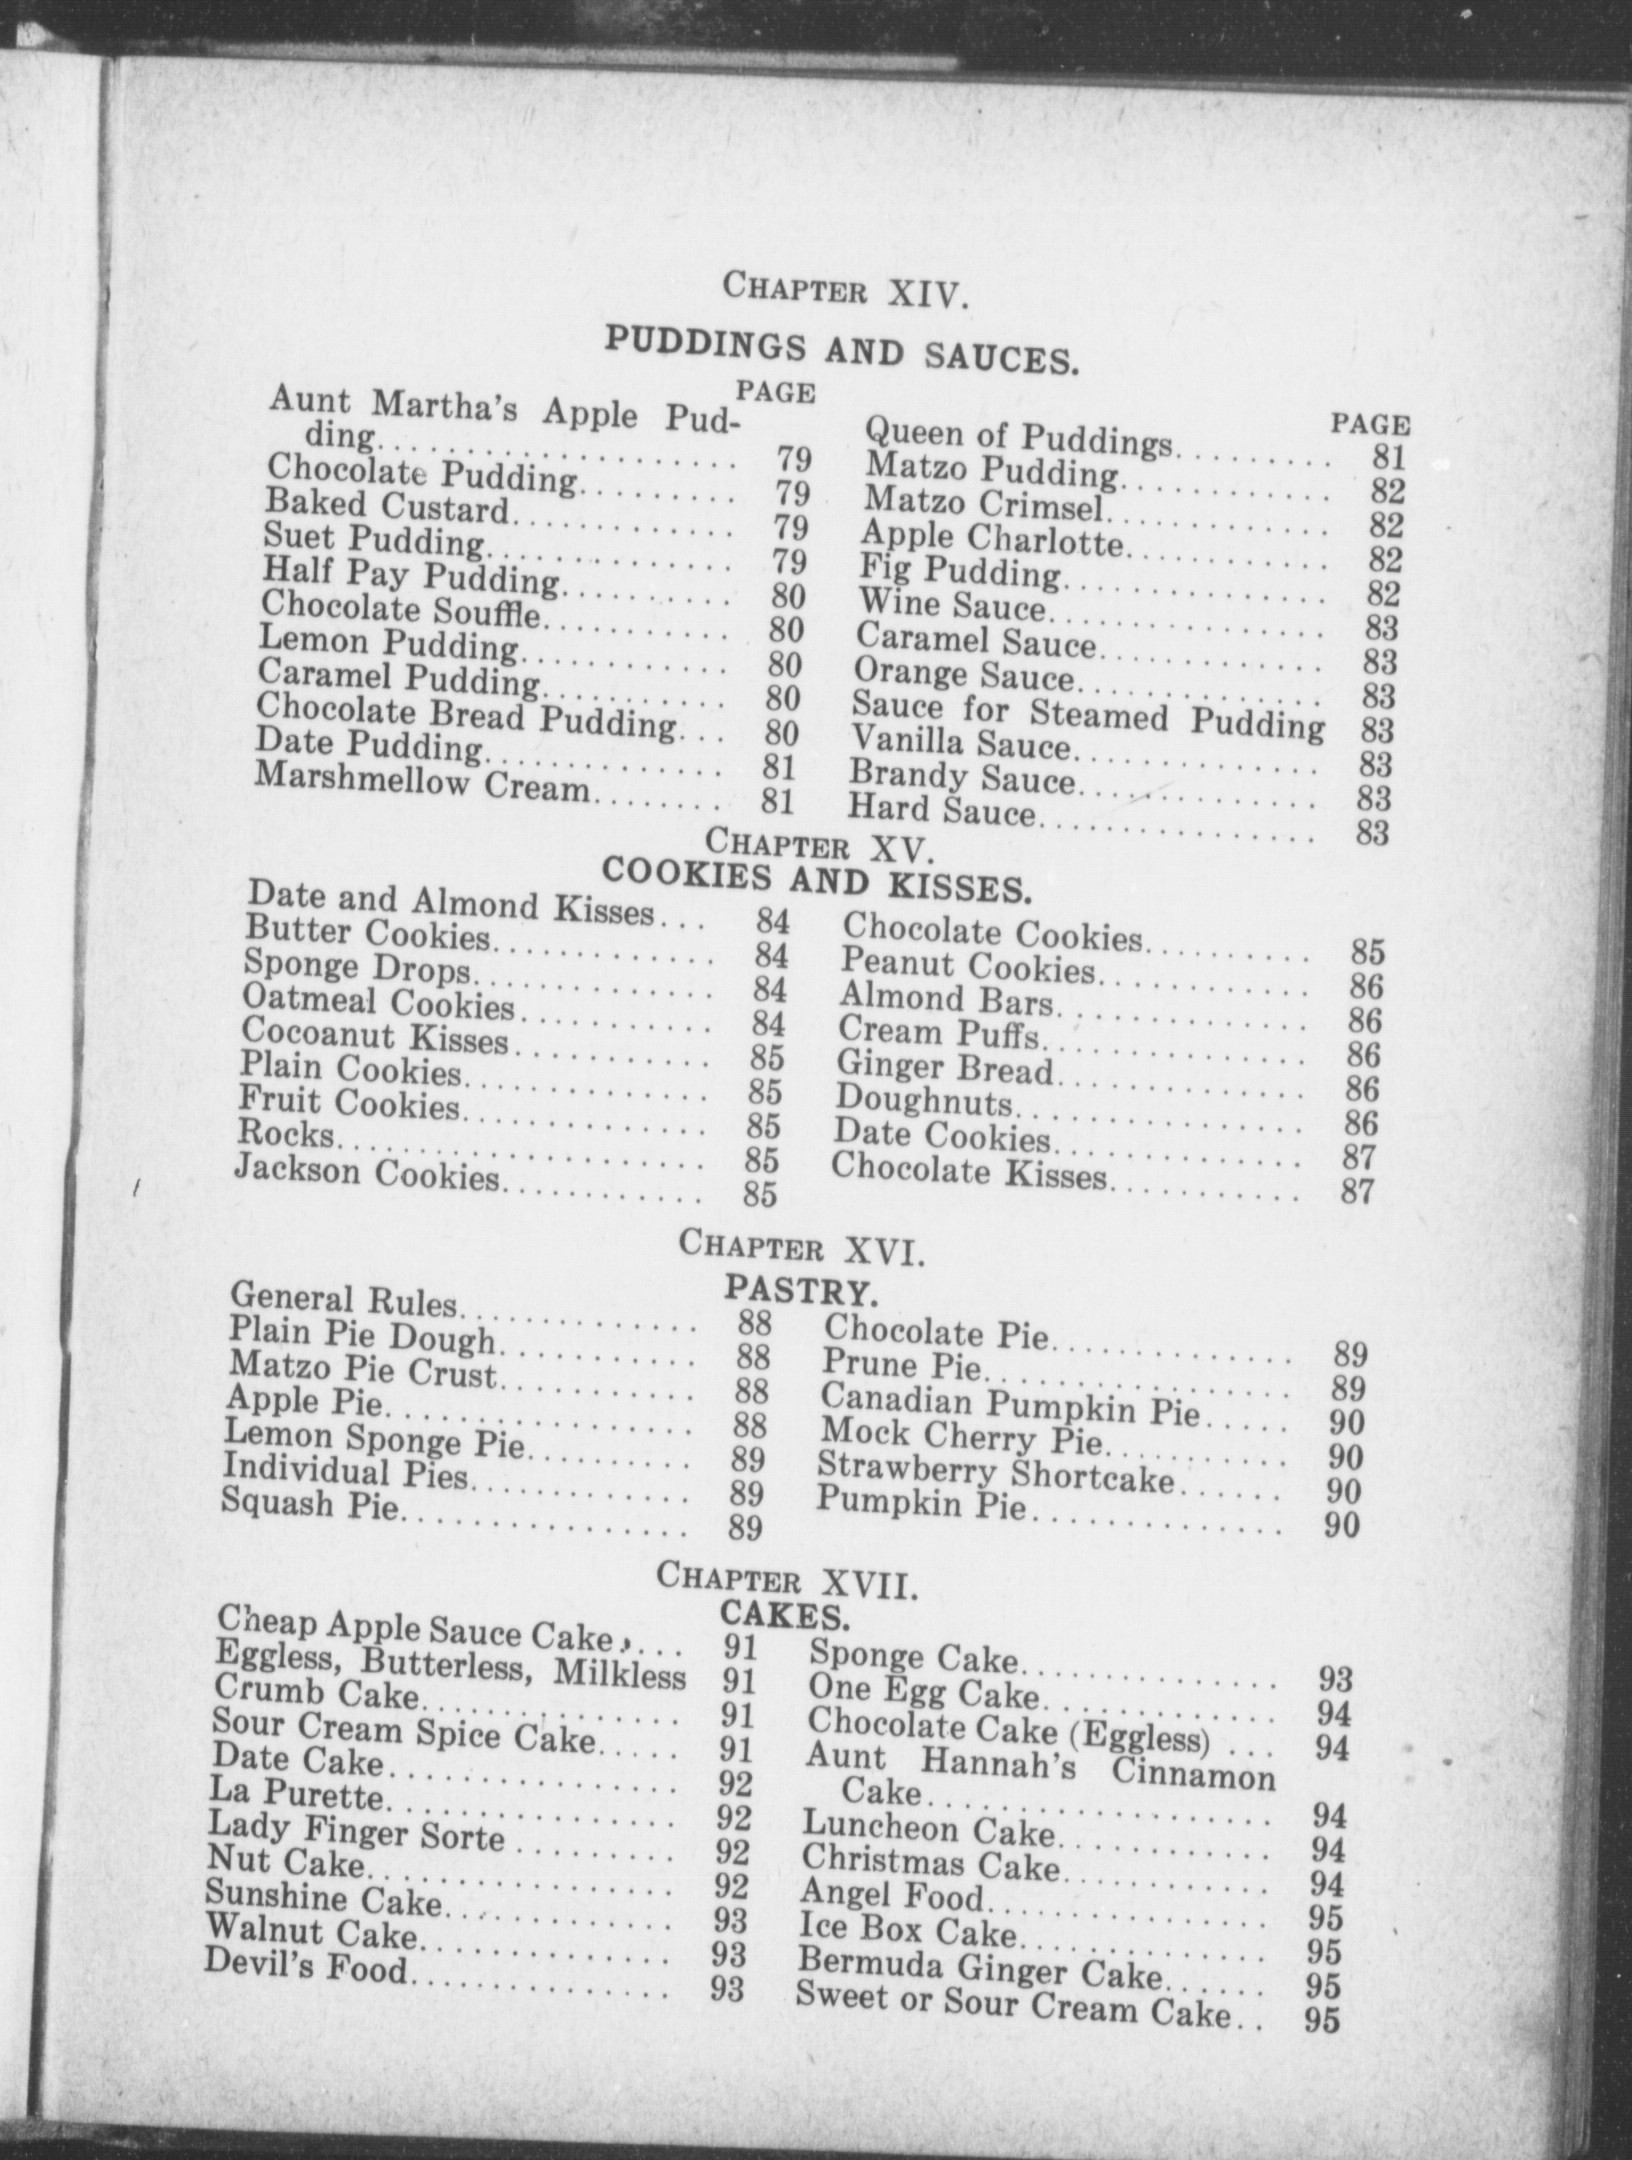 CHAPTER XIV.
PUDDINGS AND SAUCES.
PAGE
Aunt Martha's Apple Pud-
ding..................... 79
Chocolate Pudding......... 79
Baked Custard............. 79
Suet Pudding.............. 79
Half Pay Pudding.......... 80
Chocolate Souffle........... 80
Lemon Pudding............ 80
Caramel Pudding........... 80
Chocolate Bread Pudding... 80
Date Pudding.............. 81
Marshmellow Cream........ 81
PAGE
Queen of Puddings......... 81
Matzo Pudding............ 82
Matzo Crimsel............. 82
Apple Charlotte............ 82
Fig Pudding............... 82
Wine Sauce................ 83
Caramel Sauce............. 83
Orange Sauce.............. 83
Sauce for Steamed Pudding 83
Vanilla Sauce.............. 83
Brandy Sauce.............. 83
Hard Sauce................ 83
CHAPTER XV.
COOKIES AND KISSES.
Date and Almond Kisses... 84
Butter Cookies............. 84
Sponge Drops.............. 84
Oatmeal Cookies........... 84
Cocoanut Kisses............ 85
Plain Cookies.............. 85
Fruit Cookies.............. 85
Rocks..................... 85
Jackson Cookies............ 85
Chocolate Cookies.......... 85
Peanut Cookies............ 86
Almond Bars.............. 86
Cream Puffs............... 86
Ginger Bread.............. 86
Doughnuts................ 86
Date Cookies.............. 87
Chocolate Kisses........... 87
CHAPTER XVI.
PASTRY.
General Rules.............. 88
Plain Pie Dough........... 88
Matzo Pie Crust........... 88
Apple Pie................. 88
Lemon Sponge Pie......... 89
Individual Pies............. 89
Squash Pie................ 89
Chocolate Pie.............. 89
Prune Pie................. 89
Canadian Pumpkin Pie..... 90
Mock Cherry Pie.......... 90
Strawberry Shortcake...... 90
Pumpkin Pie.............. 90
CHAPTER XVII.
CAKES.
Cheap Apple Sauce Cake.... 91
Eggless, Butterless, Milkless 91
Crumb Cake............... 91
Sour Cream Spice Cake..... 91
Date Cake................. 92
La Purette................ 92
Lady Finger Sorte ......... 92
Nut Cake................. 92
Sunshine Cake............. 93
Walnut Cake.............. 93
Devil's Food............... 93
Sponge Cake.............. 93
One Egg Cake............. 94
Chocolate Cake (Eggless) ... 94
Aunt Hannah's Cinnamon
Cake................... 94
Luncheon Cake............ 94
Christmas Cake............ 94
Angel Food................ 95
Ice Box Cake.............. 95
Bermuda Ginger Cake...... 95
Sweet or Sour Cream Cake.. 95